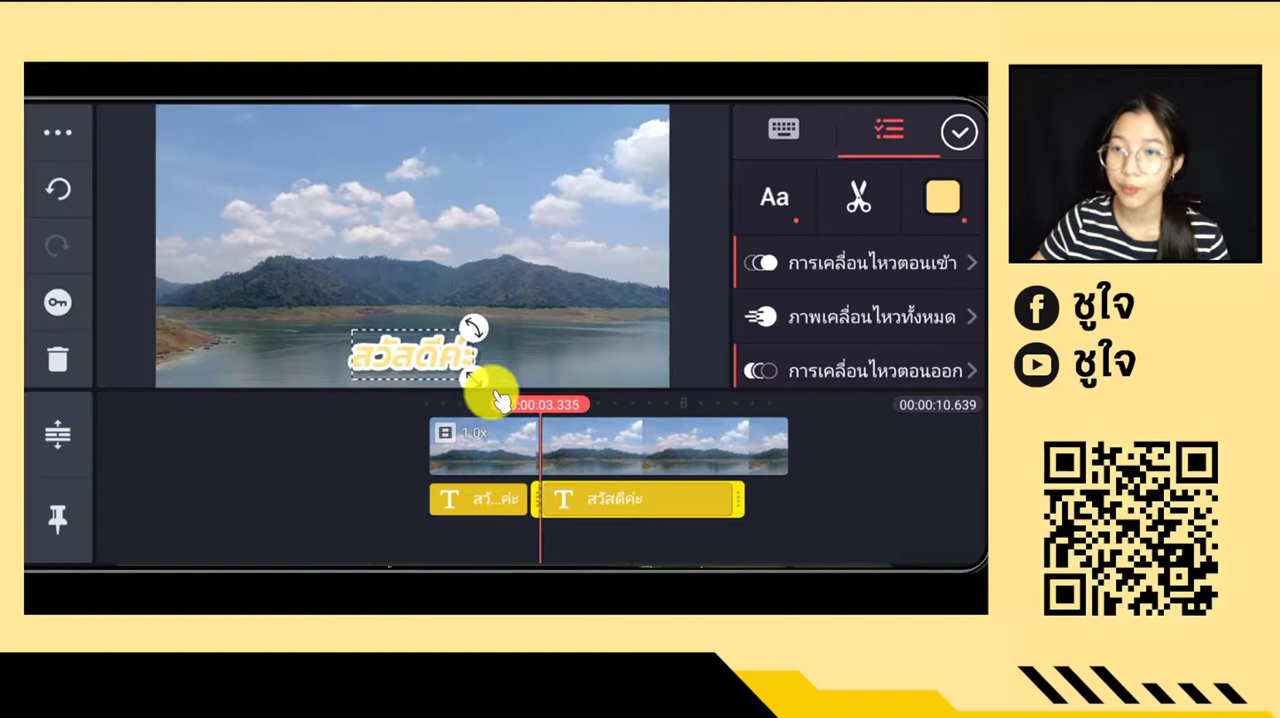 Aa
การเคลื่อนไหวตอนเข้า
ภาพเคลื่อนไหวทั้งหมด
การเคลื่อนไหวตอนออก
สวัสดีค่ะ
00:00:03.335
8
00:00:10.639
1.0x
T สวั...ค่ะ
T สวัสดีค่ะ
ชูใจ
ชูใจ